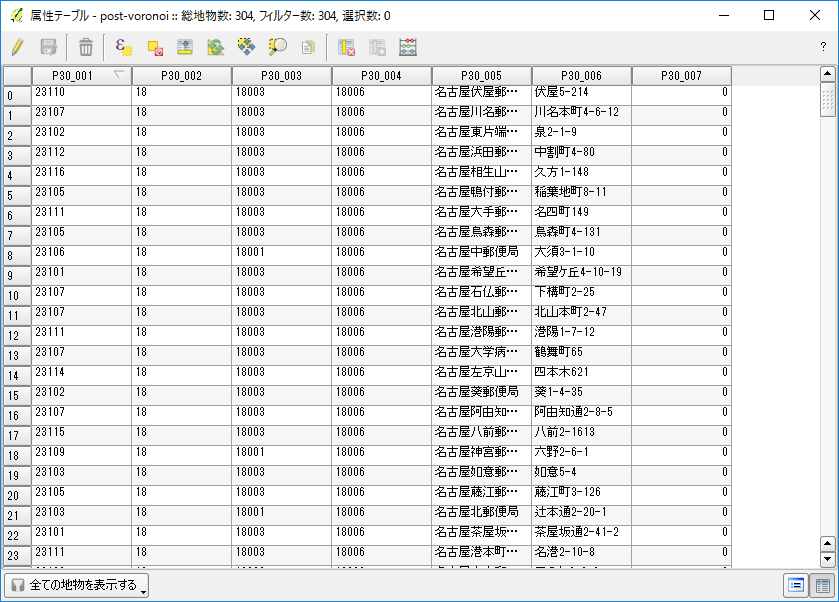 属性テーブル - post-voronoi :: 総地物数: 304, フィルター数: 304, 選択数: 0
?
P30_001 P30_002 P30_003 P30_004 P30_005 P30_006 P30_007
0 23110 18 18003 18006 名古屋伏屋郵… 伏屋5-214 0
1 23107 18 18003 18006 名古屋川名郵… 川名本町4-6-12 0
2 23102 18 18003 18006 名古屋東片端… 泉2-1-9 0
3 23112 18 18003 18006 名古屋浜田郵… 中割町4-80 0
4 23116 18 18003 18006 名古屋相生山… 久方1-148 0
5 23105 18 18003 18006 名古屋鴨付郵… 稲葉地町8-11 0
6 23111 18 18003 18006 名古屋大手郵… 名四町149 0
7 23105 18 18003 18006 名古屋烏森郵… 烏森町4-131 0
8 23106 18 18001 18006 名古屋中郵便局 大須3-1-10 0
9 23101 18 18003 18006 名古屋希望丘… 希望ケ丘4-10-19 0
10 23107 18 18003 18006 名古屋石仏郵… 下構町2-25 0
11 23107 18 18003 18006 名古屋北山郵… 北山本町2-47 0
12 23111 18 18003 18006 名古屋港陽郵… 港陽1-7-12 0
13 23107 18 18003 18006 名古屋大学病… 鶴舞町65 0
14 23114 18 18003 18006 名古屋左京山… 四本木621 0
15 23102 18 18003 18006 名古屋葵郵便局 葵1-4-35 0
16 23107 18 18003 18006 名古屋阿由知… 阿由知通2-8-5 0
17 23115 18 18003 18006 名古屋八前郵… 八前2-1613 0
18 23109 18 18001 18006 名古屋神宮郵… 六野2-6-1 0
19 23103 18 18003 18006 名古屋如意郵… 如意5-4 0
20 23105 18 18003 18006 名古屋藤江郵… 藤江町3-126 0
21 23103 18 18001 18006 名古屋北郵便局 辻本通2-20-1 0
22 23101 18 18003 18006 名古屋茶屋坂… 茶屋坂通2-41-2 0
23 23111 18 18003 18006 名古屋港本町… 名港2-10-8 0
全ての地物を表示する